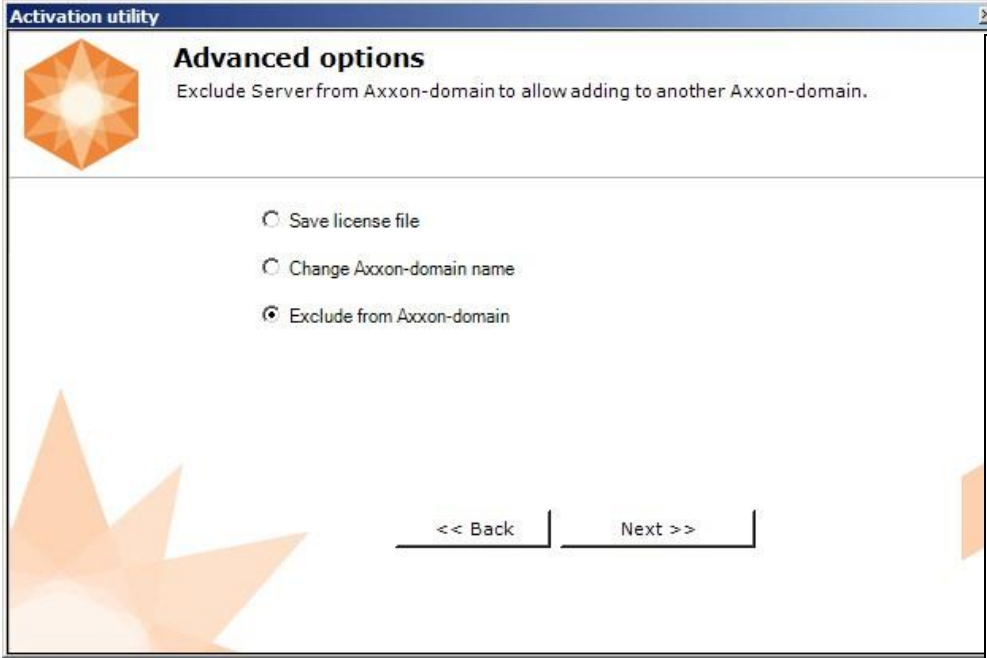 Activation utility
Advanced options
Exclude Server from Axxon-domain to allow adding to another Axxon-domain.
Save license file
Change Axxon-domain name
Exclude from Axxon-domain
<< Back
Next >>